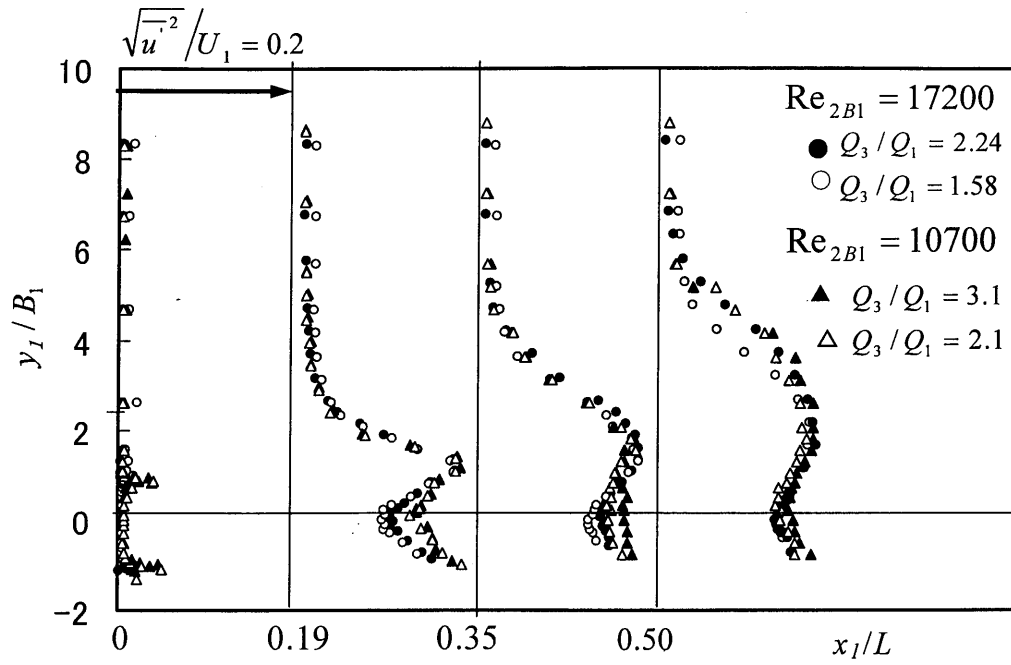 √u'² / U₁ = 0.2
10
8
6
4
2
0
-2
y₁ / B₁
Re₂B₁ = 17200
● Q₃ / Q₁ = 2.24
○ Q₃ / Q₁ = 1.58
Re₂B₁ = 10700
▲ Q₃ / Q₁ = 3.1
△ Q₃ / Q₁ = 2.1
0 0.19 0.35 0.50 x₁/L